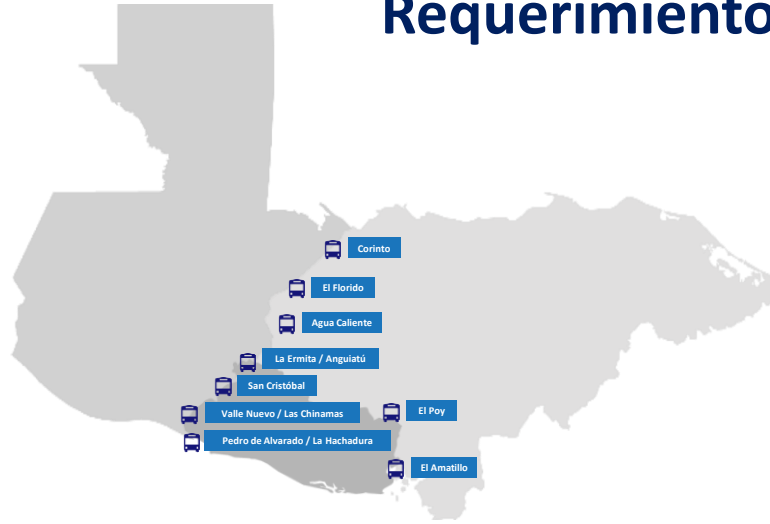 Requerimiento
Corinto
El Florido
Agua Caliente
La Ermita / Anguiatú
San Cristóbal
Valle Nuevo / Las Chinamas
El Poy
Pedro de Alvarado / La Hachadura
El Amatillo